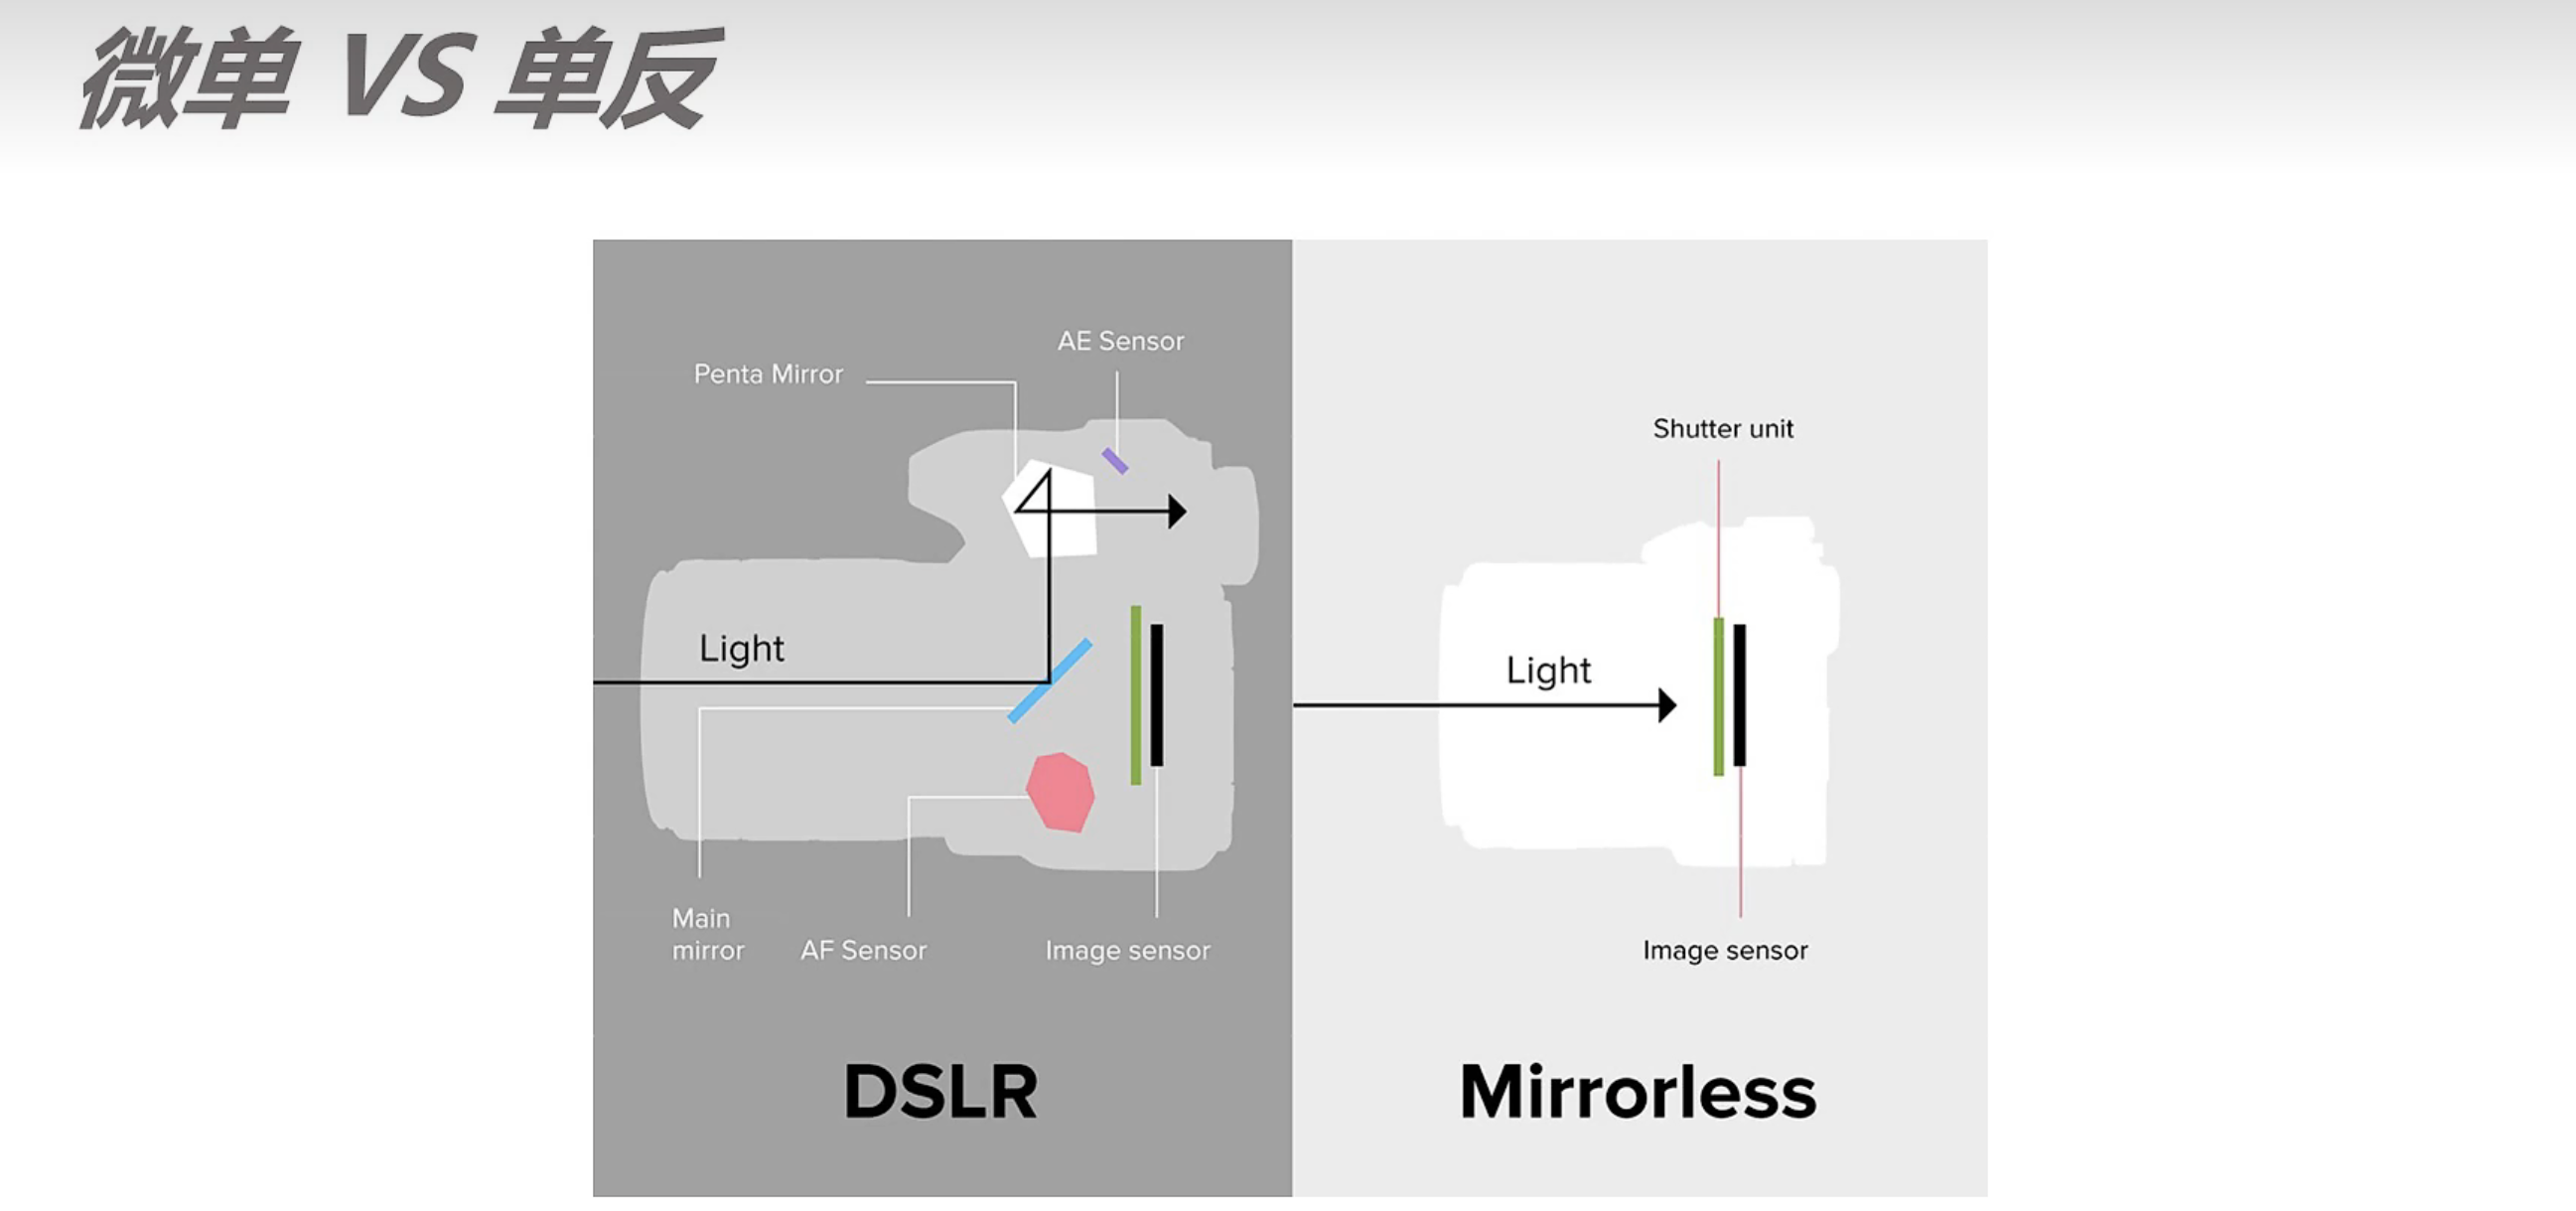 微单 VS 单反
AE Sensor
Penta Mirror
Light
Main
mirror
AF Sensor
Image sensor
DSLR
Shutter unit
Light
Image sensor
Mirrorless